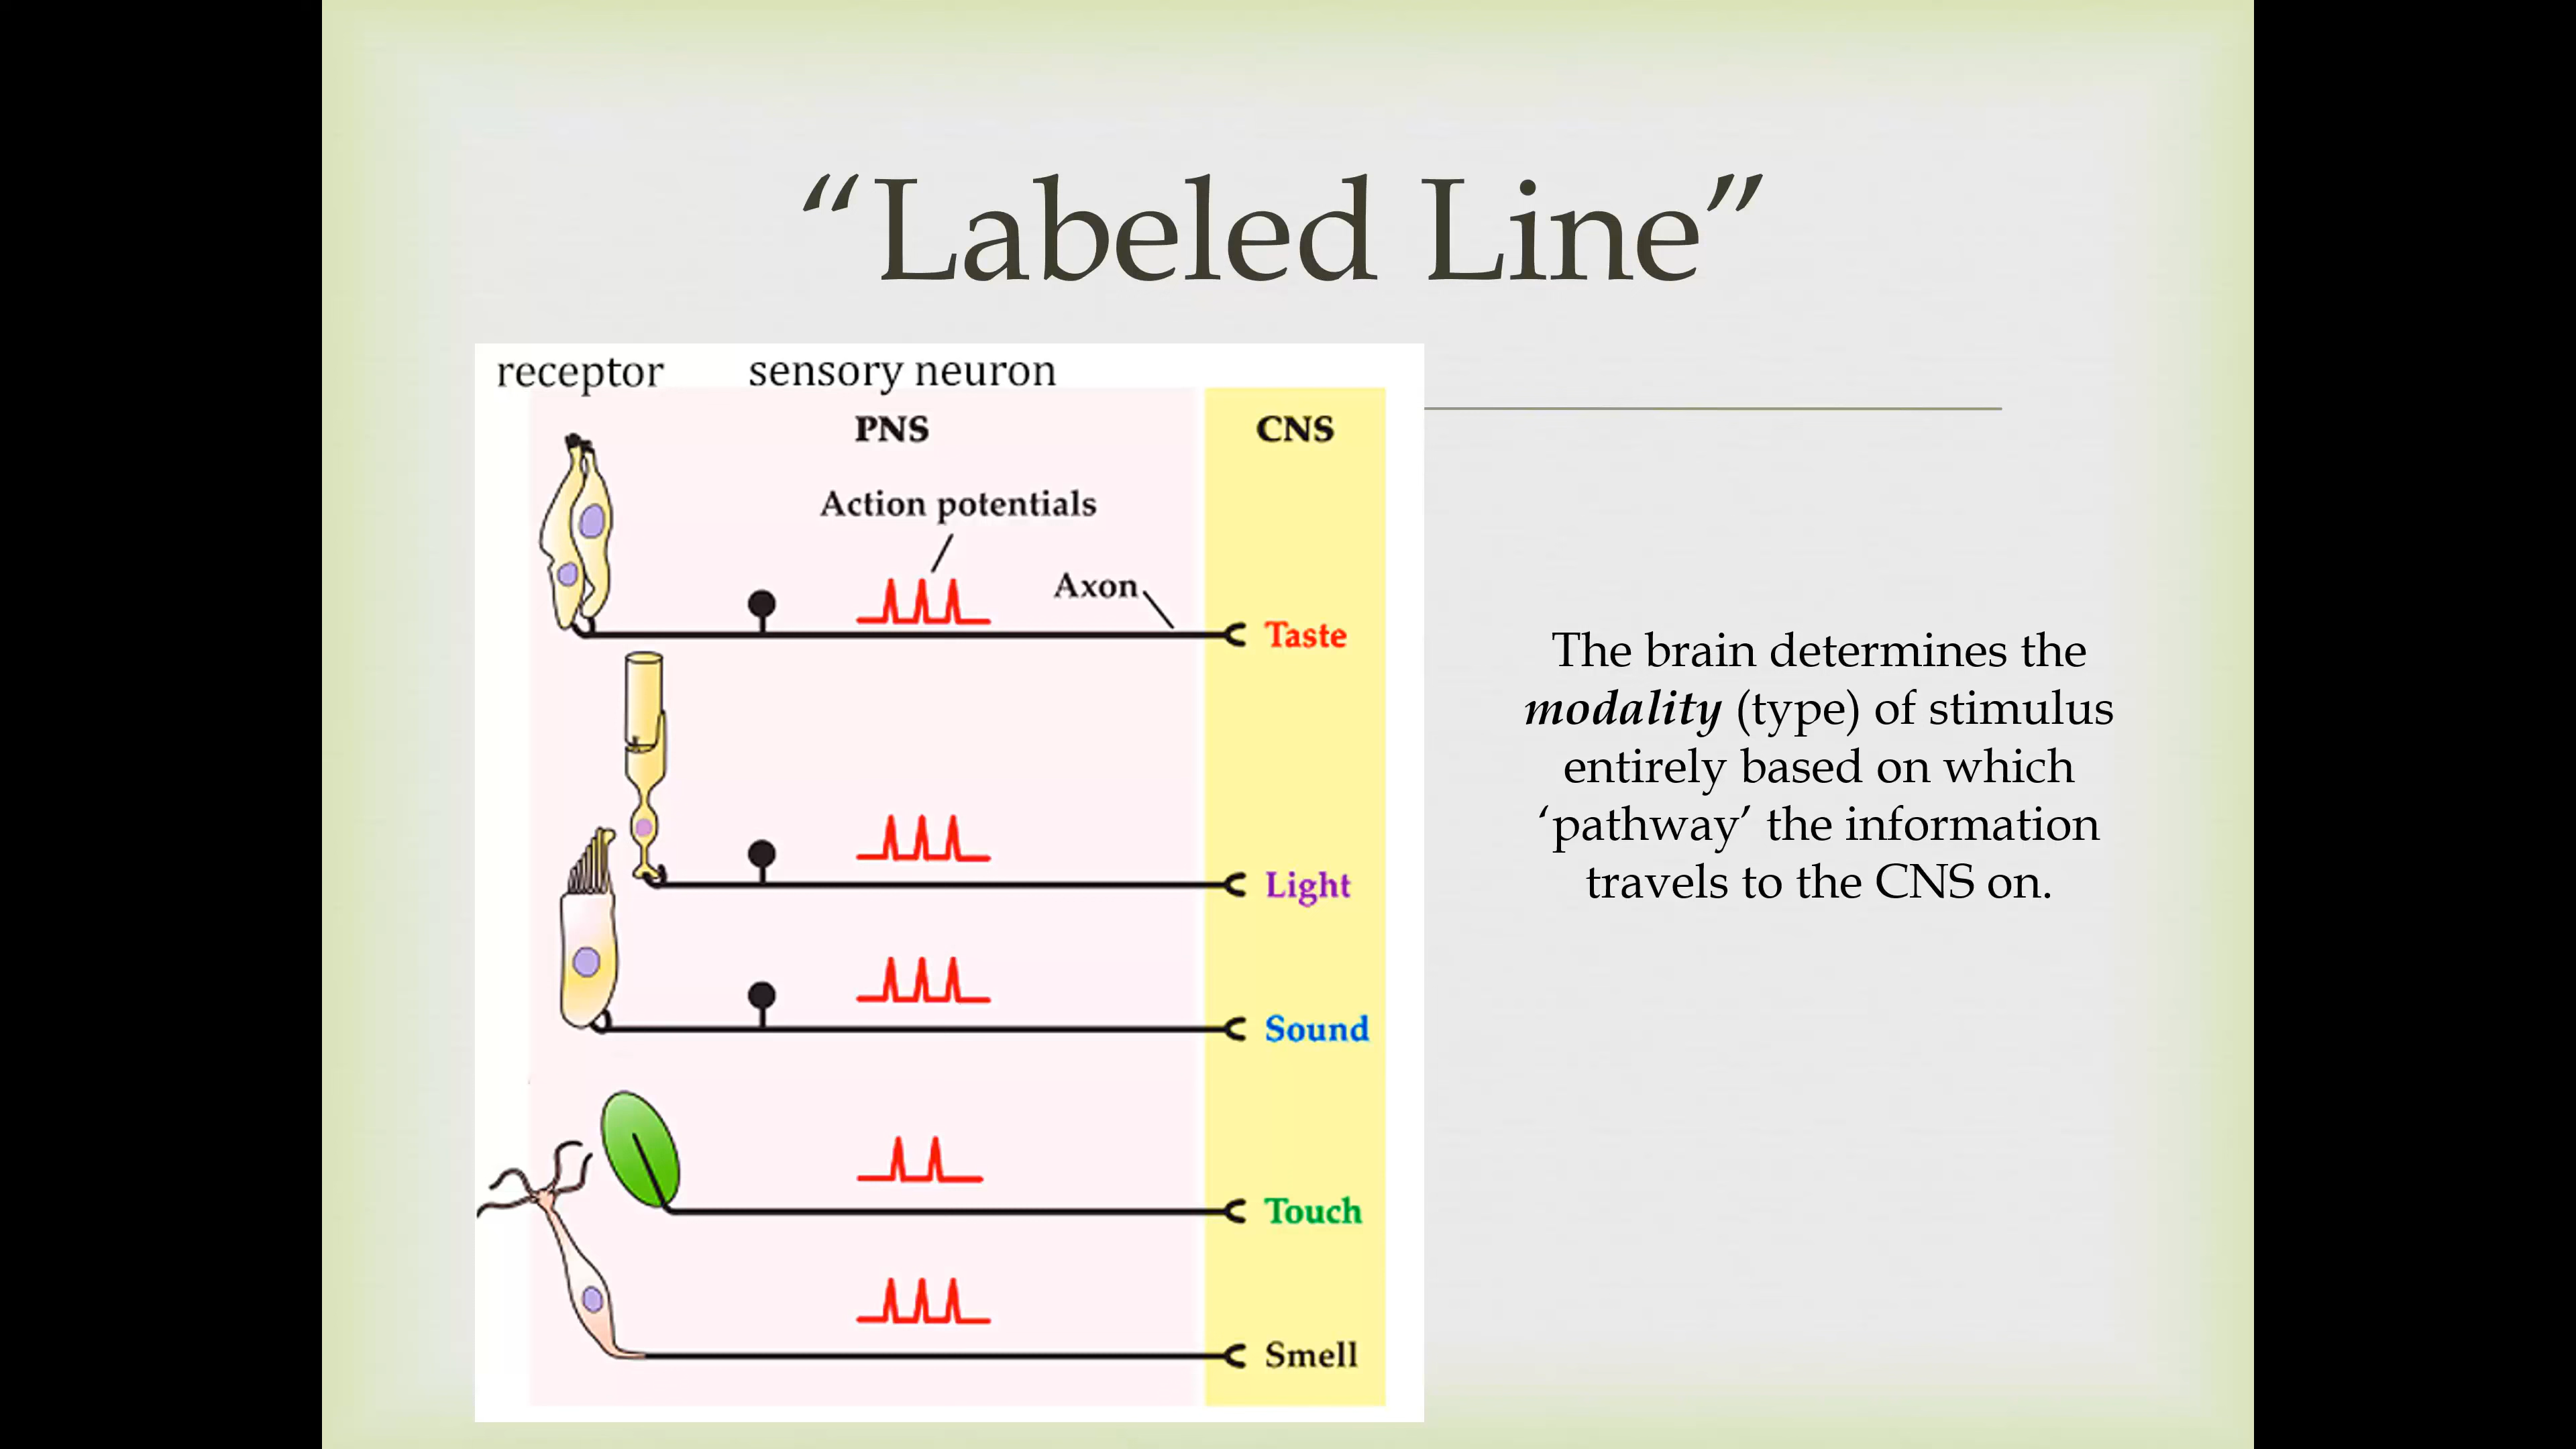 “Labeled Line”
receptor sensory neuron
PNS CNS
Action potentials
Axon
Taste
Light
Sound
Touch
Smell
The brain determines the
modality (type) of stimulus
entirely based on which
‘pathway’ the information
travels to the CNS on.